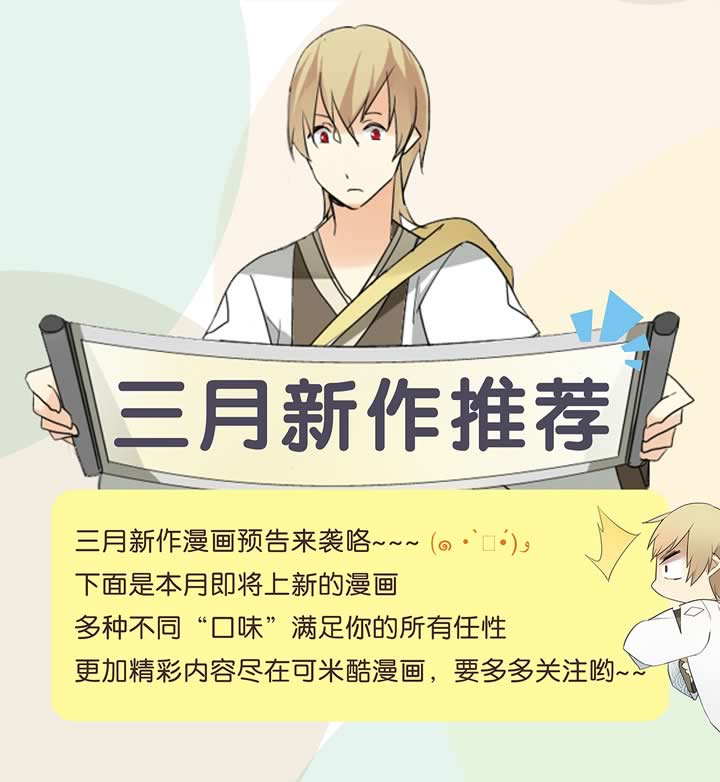 三月新作推荐
三月新作漫画预告来袭咯~~~ (๑•̀□•́)و
下面是本月即将上新的漫画
多种不同“口味”满足你的所有任性
更加精彩内容尽在可米酷漫画，要多多关注哟~~